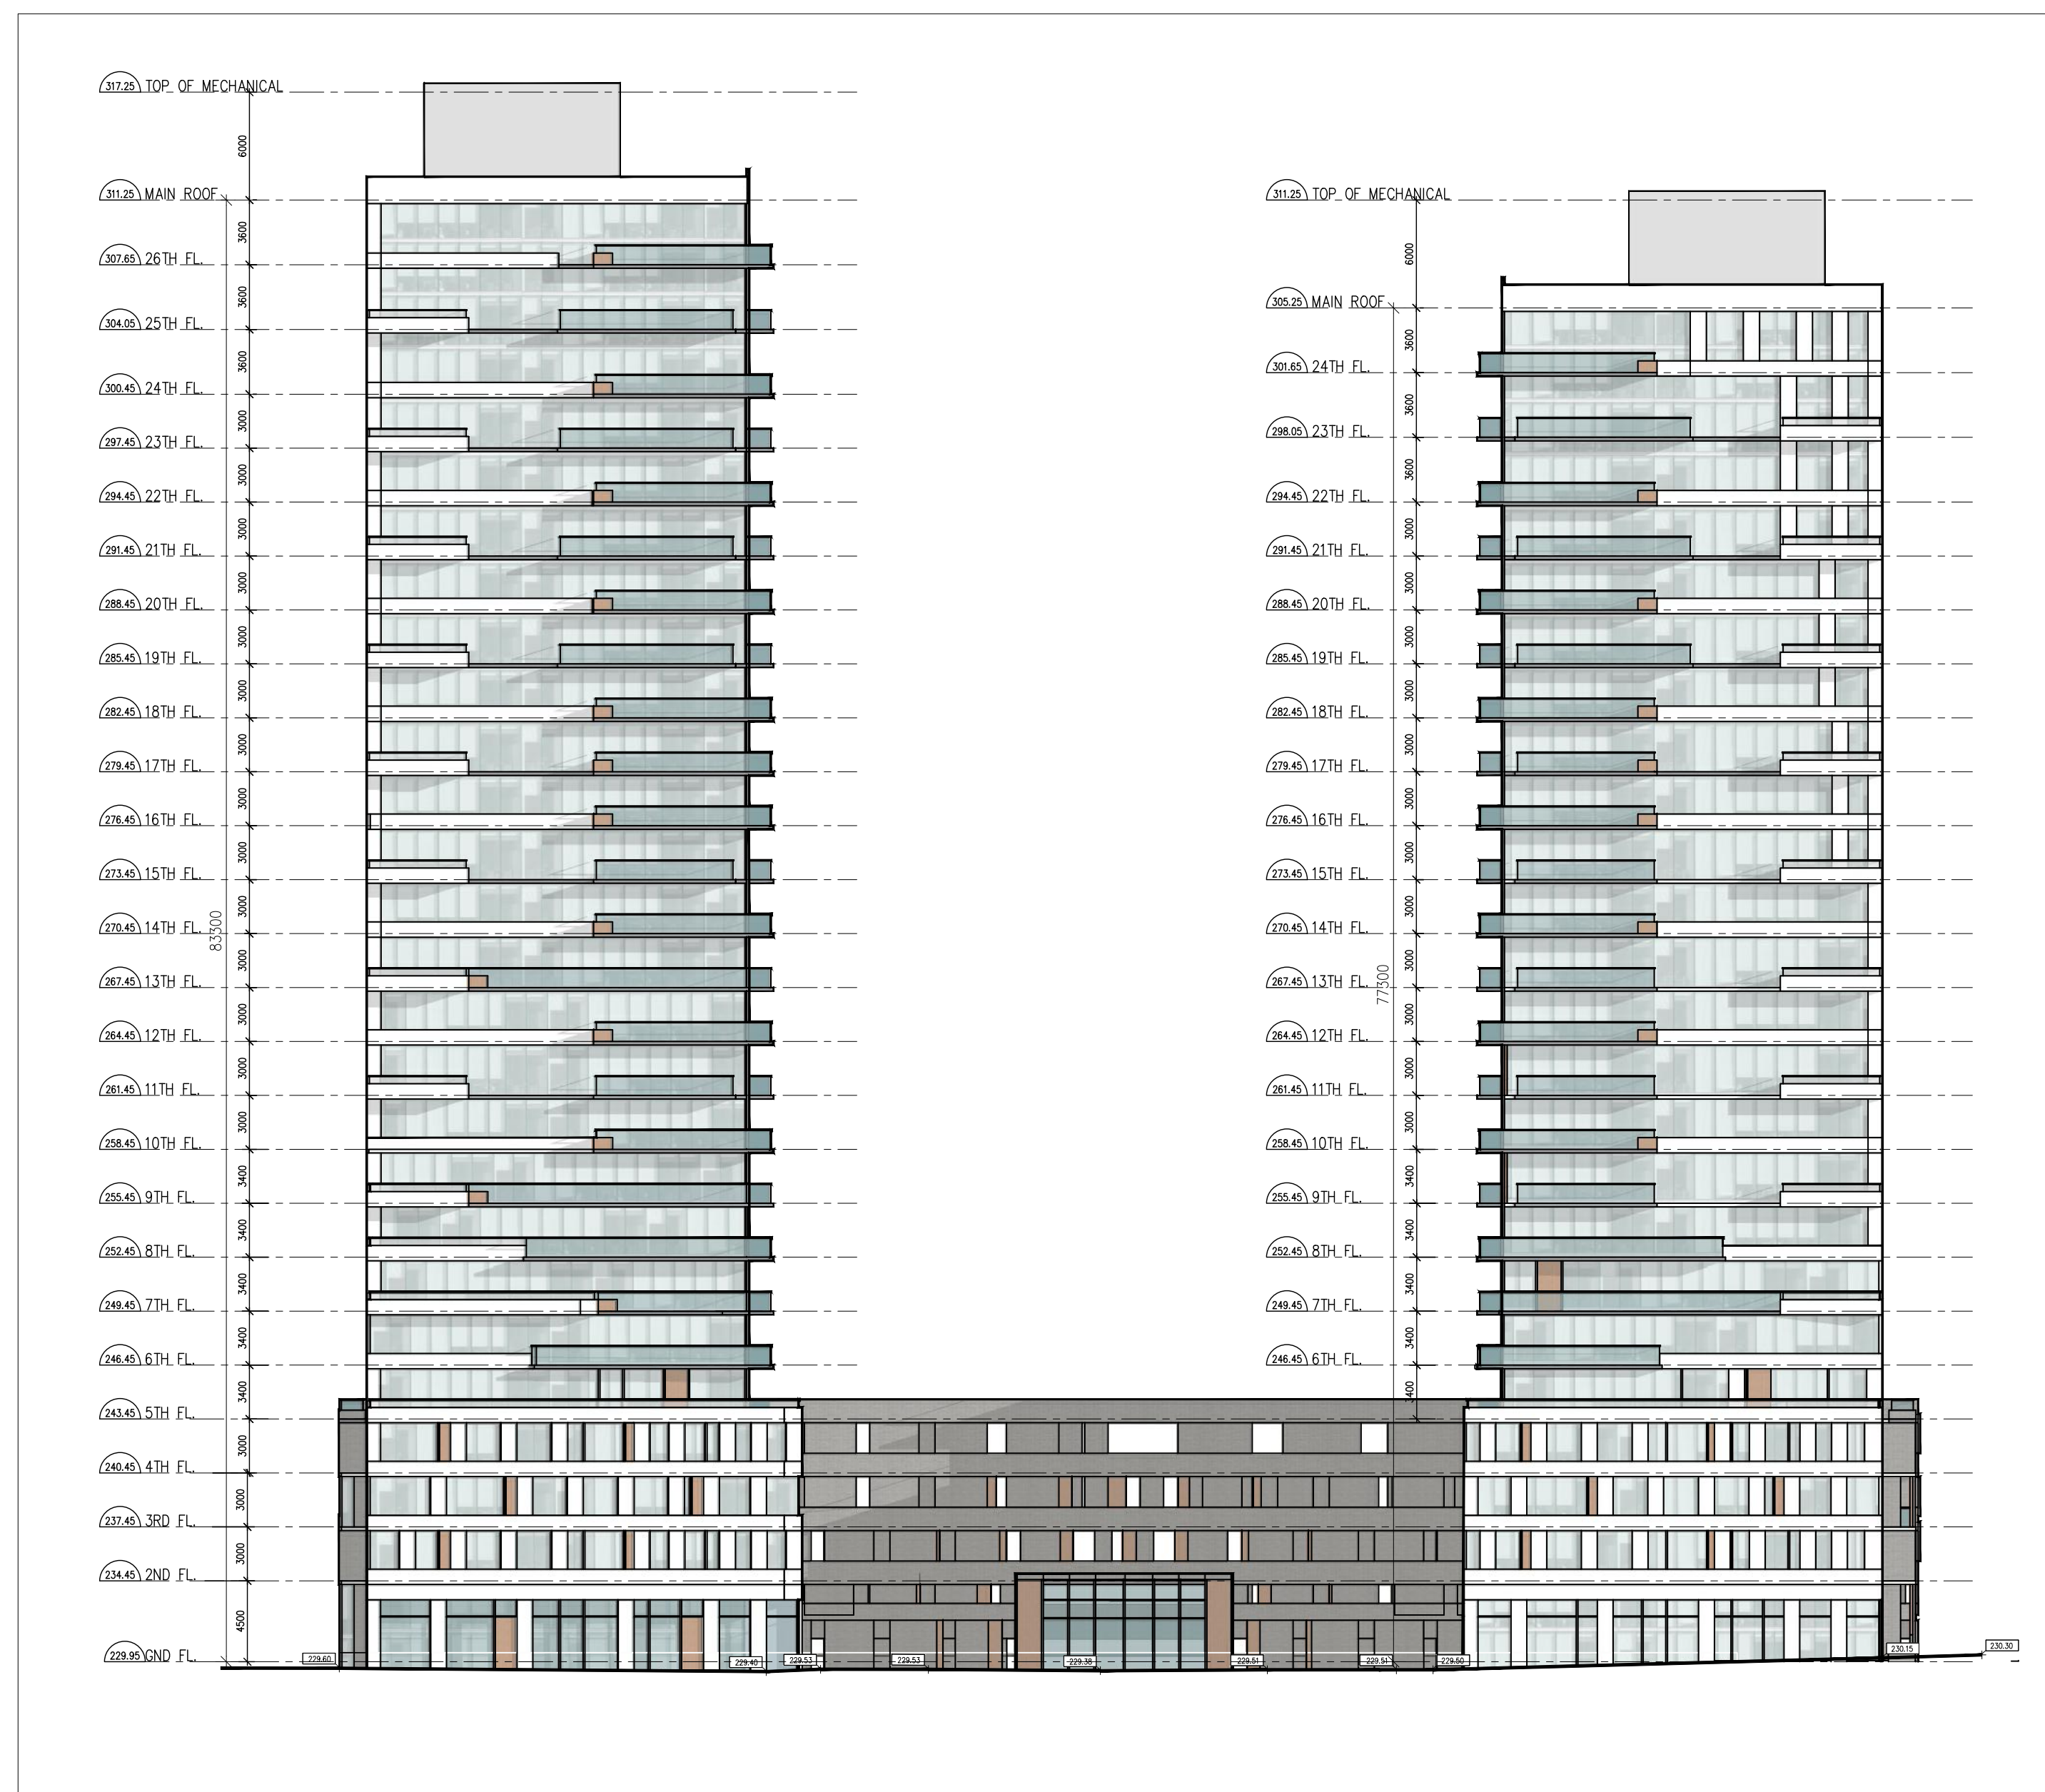 317.25 TOP OF MECHANICAL
6000
311.25 MAIN ROOF
3600
307.65 26TH FL.
3600
304.05 25TH FL.
3600
300.45 24TH FL.
3000
297.45 23TH FL.
3000
294.45 22TH FL.
3000
291.45 21TH FL.
3000
288.45 20TH FL.
3000
285.45 19TH FL.
3000
282.45 18TH FL.
3000
279.45 17TH FL.
3000
276.45 16TH FL.
3000
273.45 15TH FL.
3000
270.45 14TH FL.
83300
3000
267.45 13TH FL.
3000
264.45 12TH FL.
3000
261.45 11TH FL.
3000
258.45 10TH FL.
3400
255.45 9TH FL.
3400
252.45 8TH FL.
3400
249.45 7TH FL.
3400
246.45 6TH FL.
3400
243.45 5TH FL.
3000
240.45 4TH FL.
3000
237.45 3RD FL.
3000
234.45 2ND FL.
4500
229.95 GND FL.
311.25 TOP OF MECHANICAL
6000
305.25 MAIN ROOF
3600
301.65 24TH FL.
3600
298.05 23TH FL.
3600
294.45 22TH FL.
3000
291.45 21TH FL.
3000
288.45 20TH FL.
3000
285.45 19TH FL.
3000
282.45 18TH FL.
3000
279.45 17TH FL.
3000
276.45 16TH FL.
3000
273.45 15TH FL.
3000
270.45 14TH FL.
3000
267.45 13TH FL.
77300
3000
264.45 12TH FL.
3000
261.45 11TH FL.
3000
258.45 10TH FL.
3400
255.45 9TH FL.
3400
252.45 8TH FL.
3400
249.45 7TH FL.
3400
246.45 6TH FL.
3400
229.60 229.40 229.53 229.53 229.38 229.51 229.51 229.60 230.15 230.30